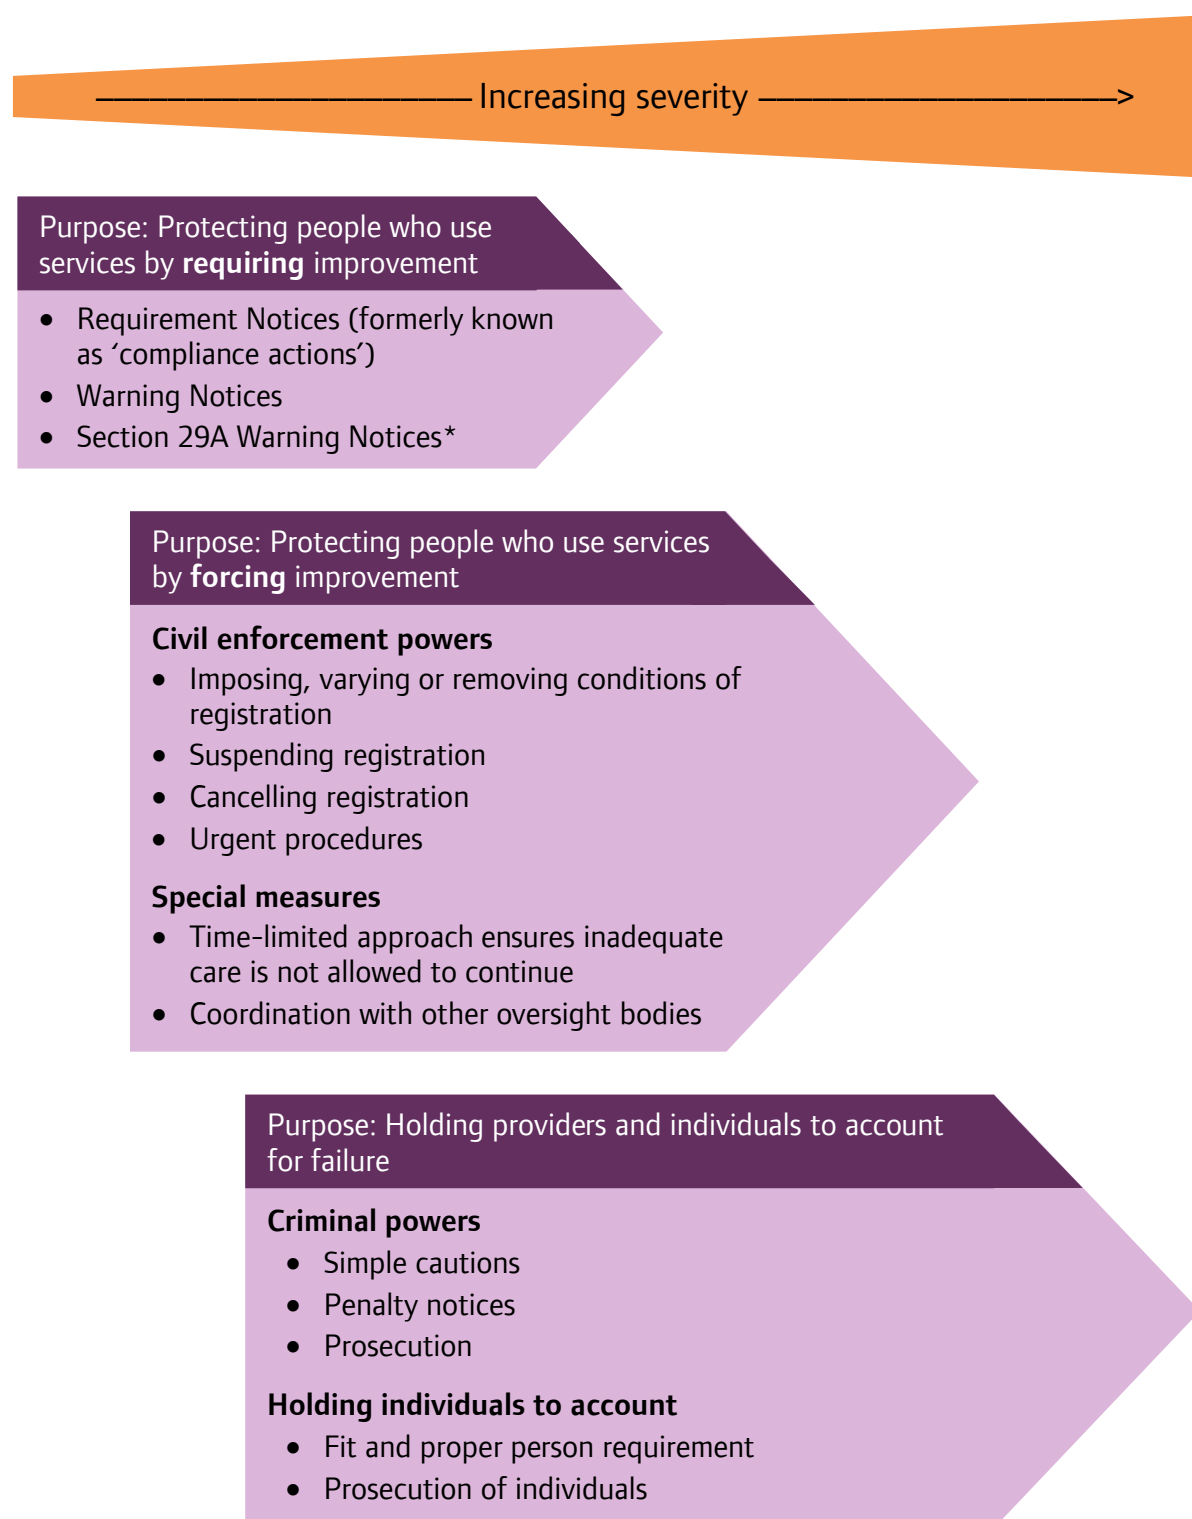 ————————————————————— Increasing severity ————————————————————>
Purpose: Protecting people who use
services by requiring improvement
• Requirement Notices (formerly known
as ‘compliance actions’)
• Warning Notices
• Section 29A Warning Notices*
Purpose: Protecting people who use services
by forcing improvement
Civil enforcement powers
• Imposing, varying or removing conditions of
registration
• Suspending registration
• Cancelling registration
• Urgent procedures
Special measures
• Time-limited approach ensures inadequate
care is not allowed to continue
• Coordination with other oversight bodies
Purpose: Holding providers and individuals to account
for failure
Criminal powers
• Simple cautions
• Penalty notices
• Prosecution
Holding individuals to account
• Fit and proper person requirement
• Prosecution of individuals